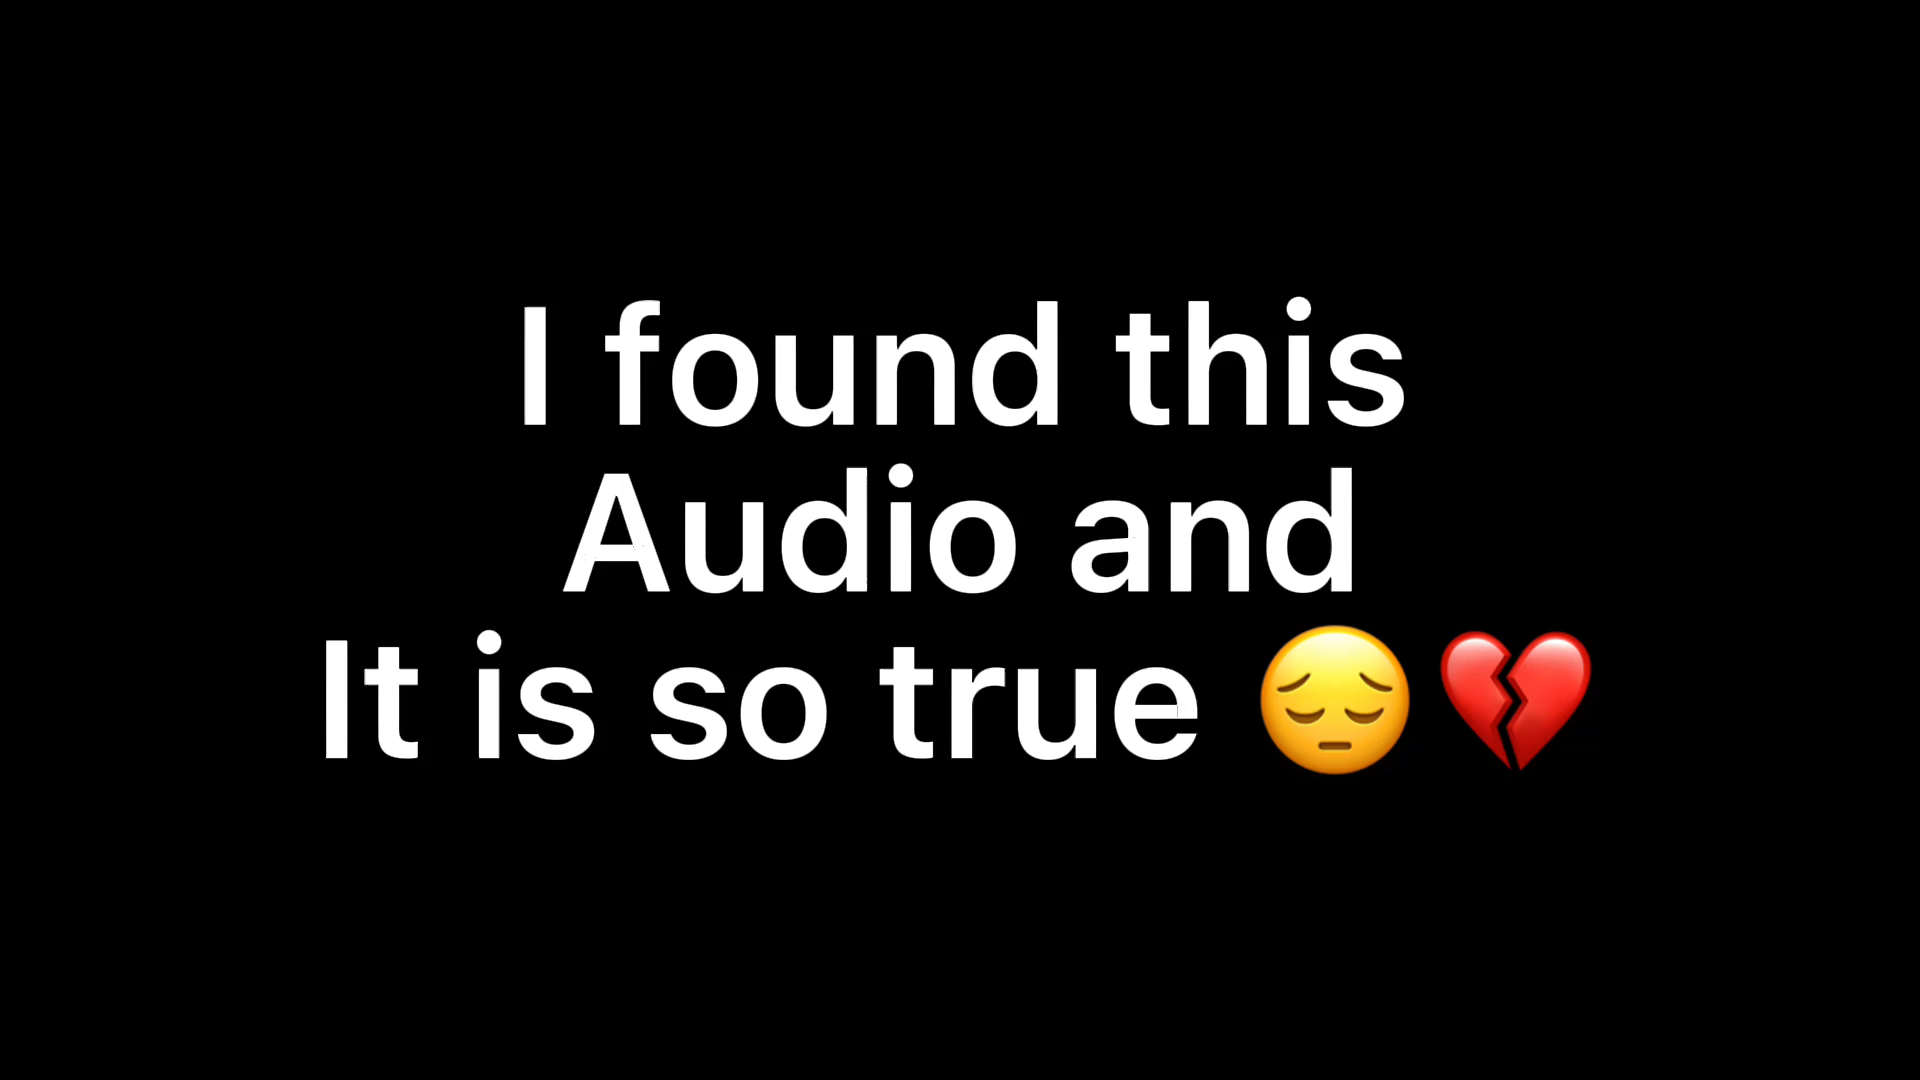 I found this
Audio and
It is so true 😔 💔